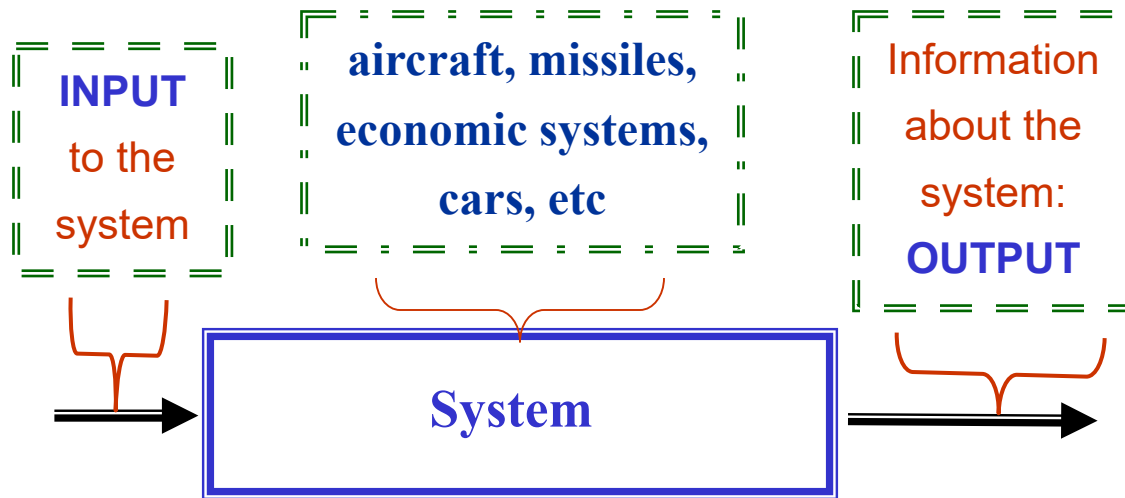 INPUT
to the
system
aircraft, missiles,
economic systems,
cars, etc
Information
about the
system:
OUTPUT
System